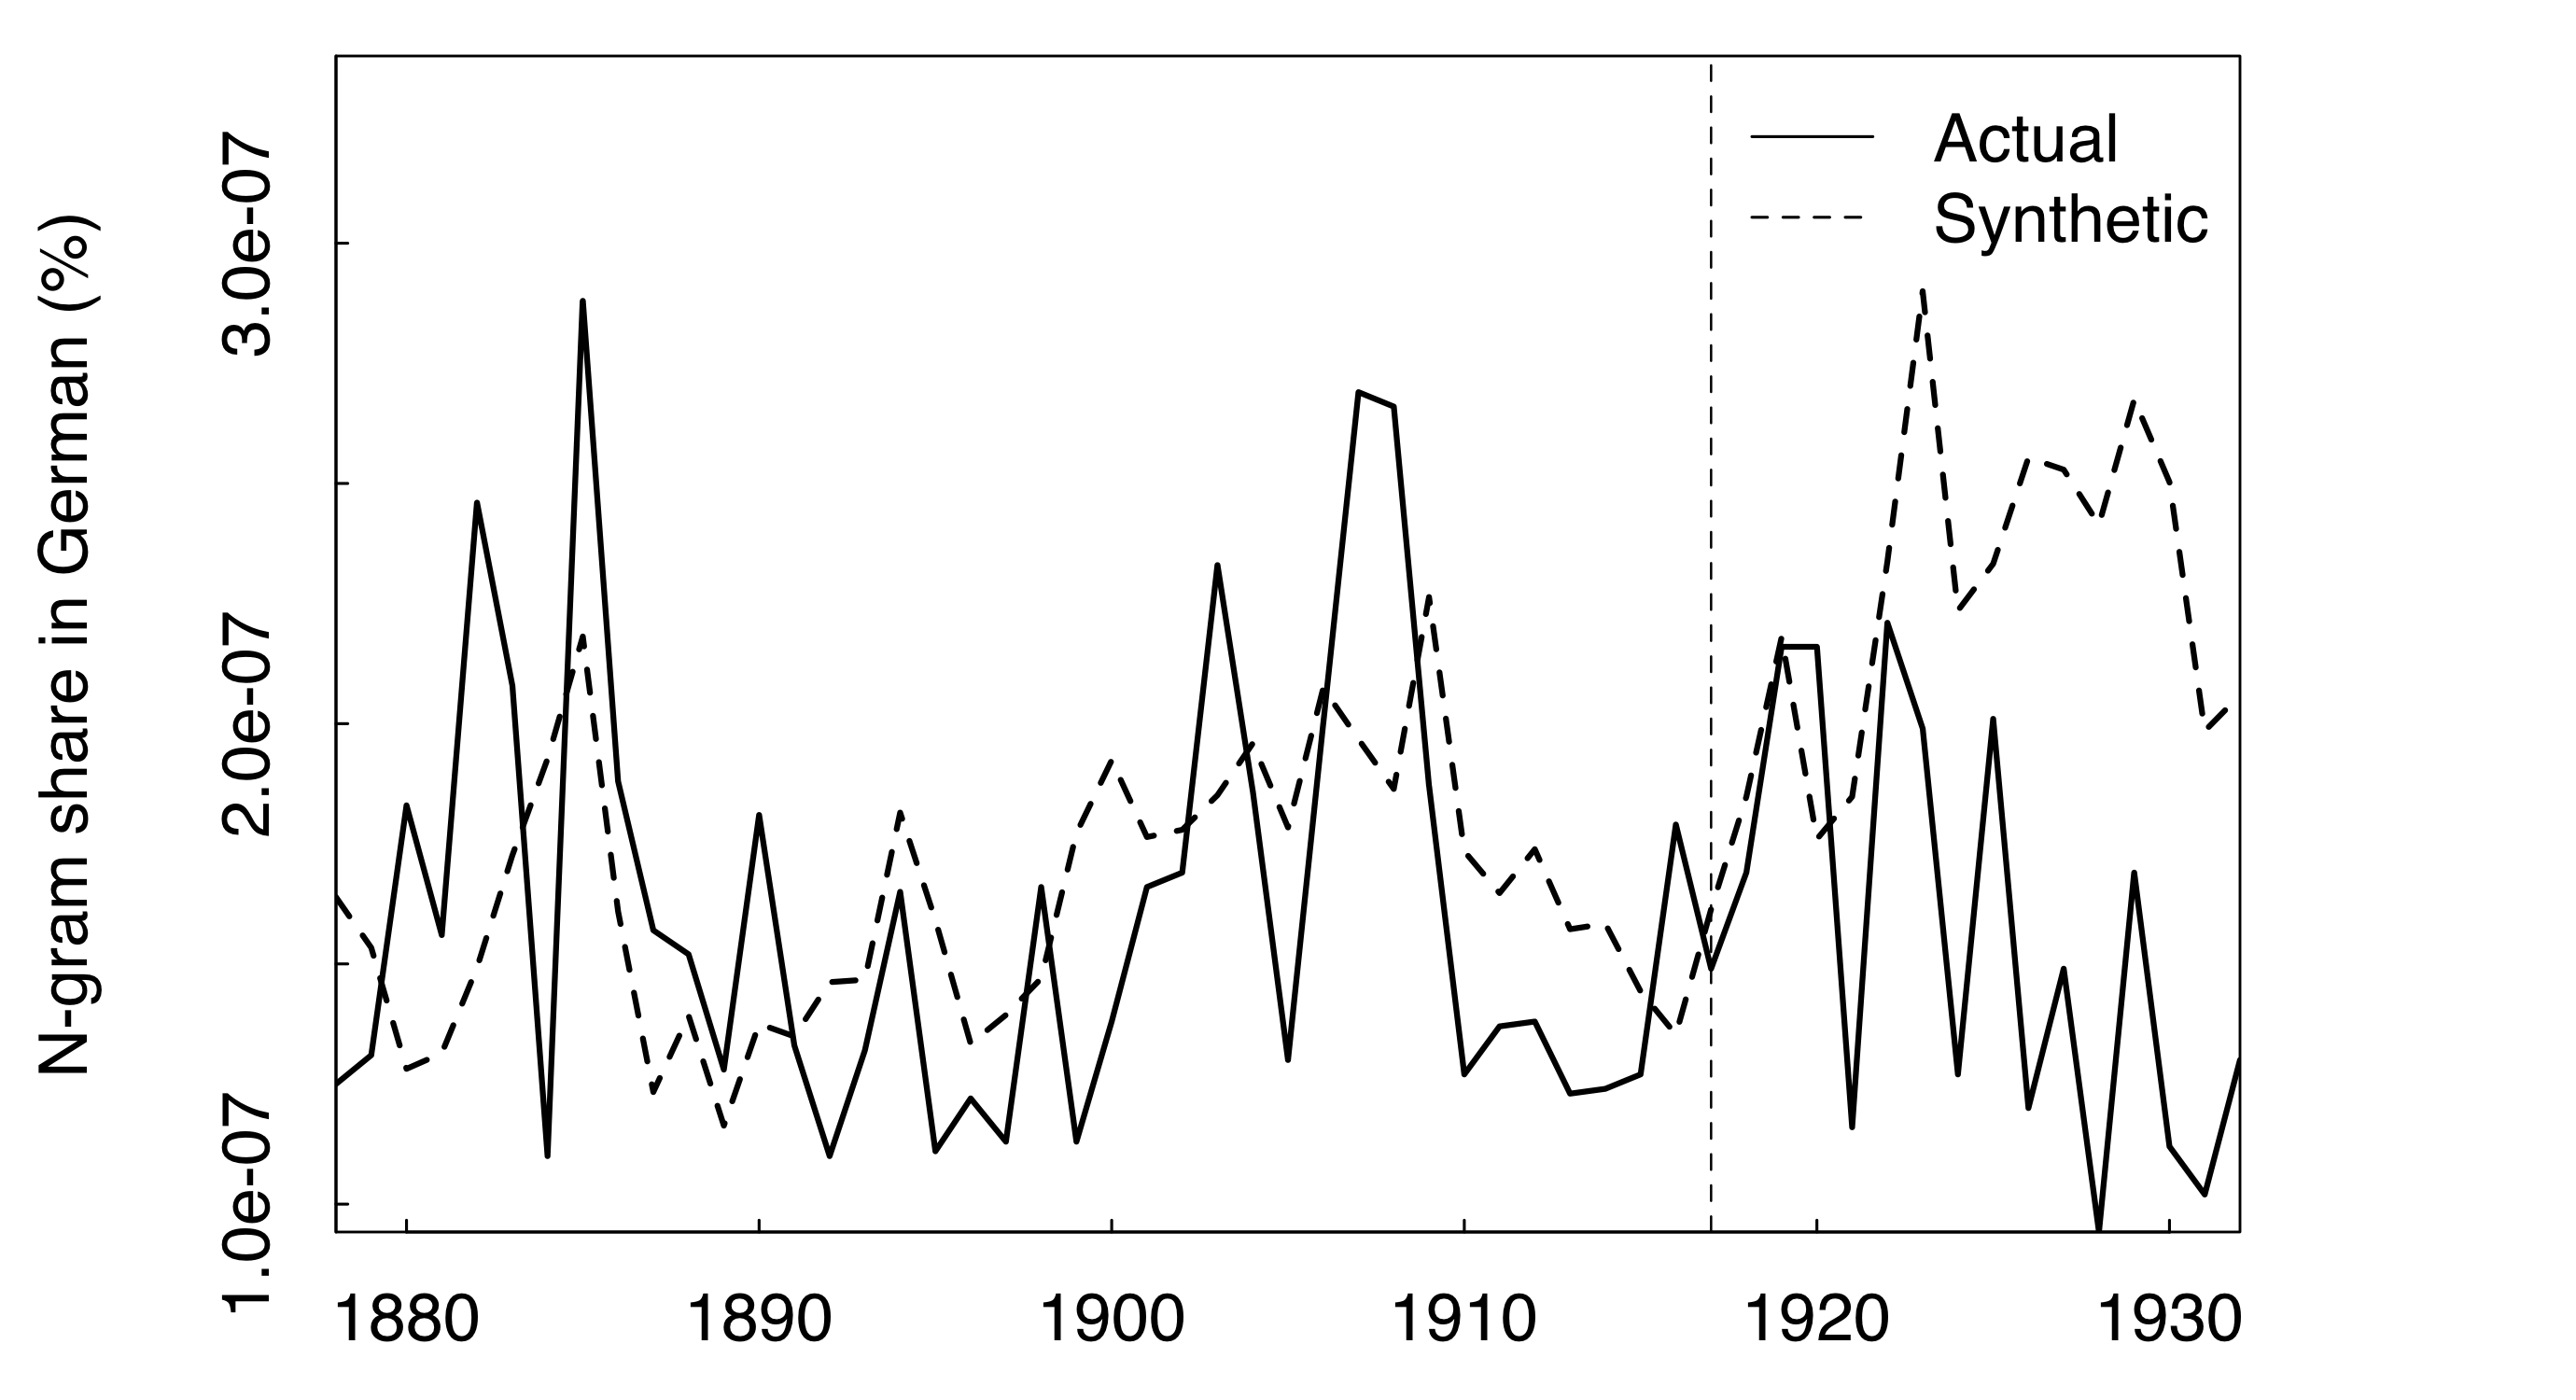 N-gram share in German (%)
3.0e-07
2.0e-07
1.0e-07
Actual
Synthetic
1880 1890 1900 1910 1920 1930